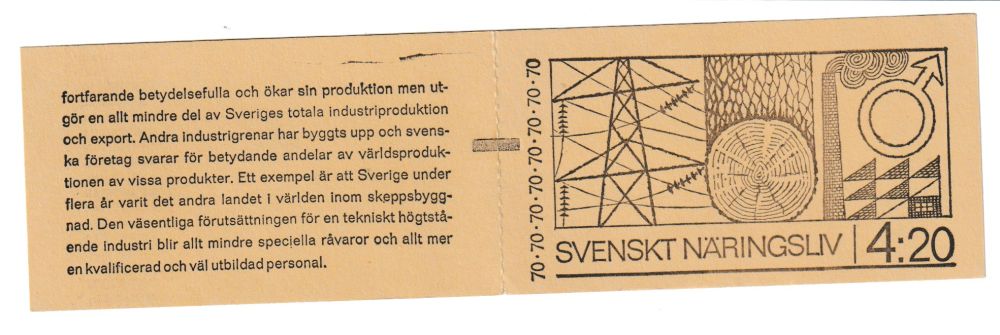 fortfarande betydelsefulla och ökar sin produktion men ut-
gör en allt mindre del av Sveriges totala industriproduktion
och export. Andra industrigrenar har byggts upp och svens-
ka företag svarar för betydande andelar av världsproduk-
tionen av vissa produkter. Ett exempel är att Sverige under
flera år varit det andra landet i världen inom skeppsbygg-
nad. Den väsentliga förutsättningen för en tekniskt högtstå-
ende industri blir allt mindre speciella råvaror och allt mer
en kvalificerad och väl utbildad personal.
70·70·70·70·70·70
SVENSKT NÄRINGSLIV | 4:20